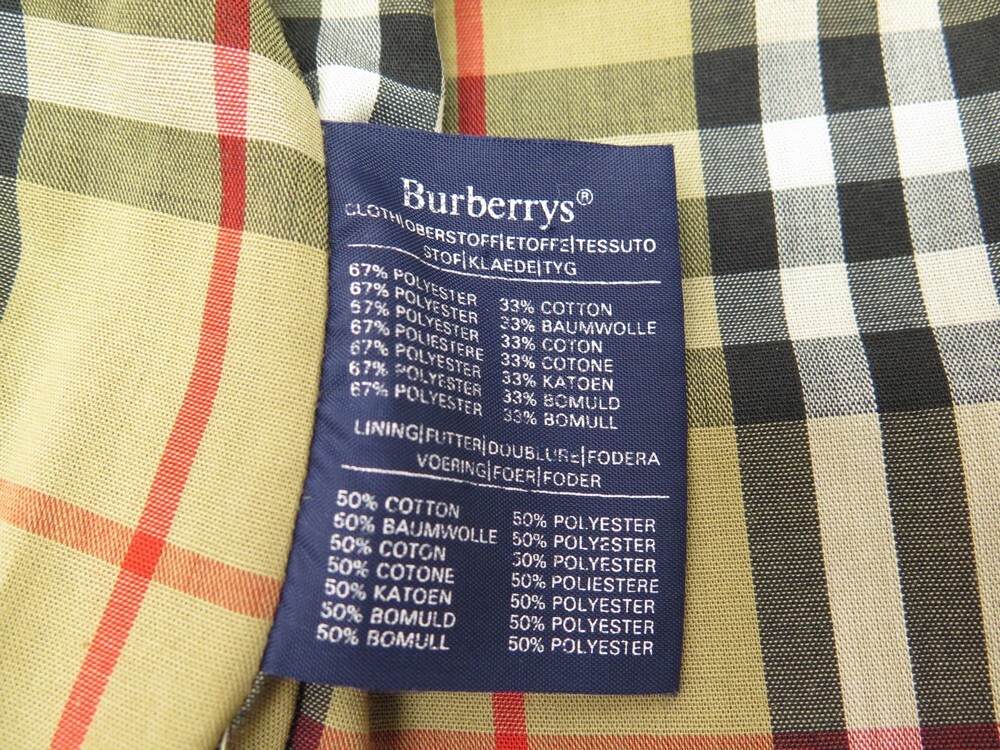 Burberrys®
CLOTH|OBERSTOFF|ETOFFE|TESSUTO
STOF|KLAEDE|TYG
67% POLYESTER 33% COTTON
67% POLYESTER 33% BAUMWOLLE
67% POLYESTER 33% COTON
67% POLIESTERE 33% COTONE
67% POLYESTER 33% KATOEN
67% POLYESTER 33% BOMULD
67% POLYESTER 33% BOMULL
LINING|FUTTER|DOUBLURE|FODERA
VOERING|FOER|FODER
50% COTTON 50% POLYESTER
50% BAUMWOLLE 50% POLYESTER
50% COTON 50% POLYESTER
50% COTONE 50% POLIESTERE
50% KATOEN 50% POLYESTER
50% BOMULD 50% POLYESTER
50% BOMULL 50% POLYESTER